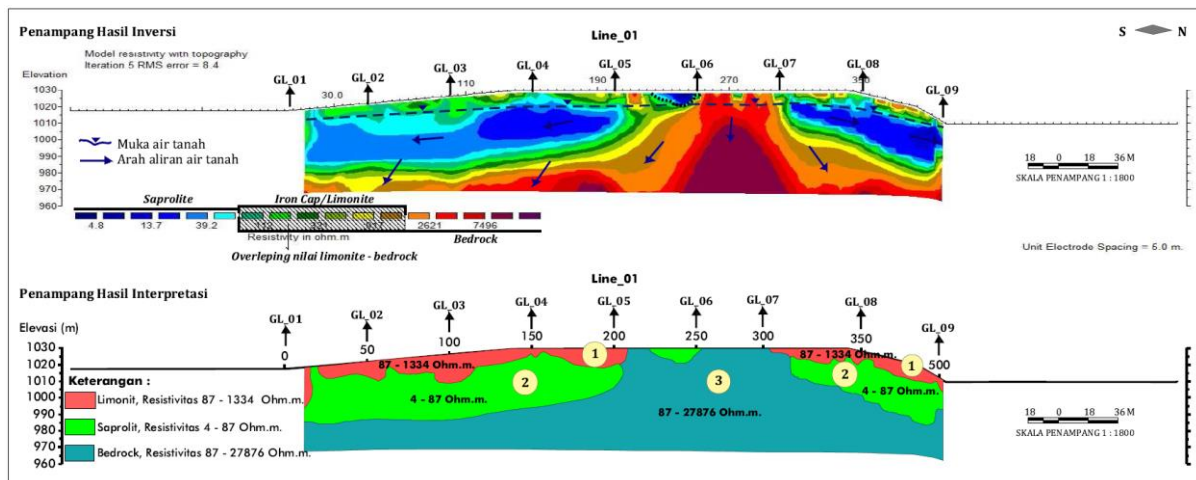 Penampang Hasil Inversi
S N
Line_01
Model resistivity with topography
Iteration 5 RMS error = 8.4
Elevation
GL_01 GL_02 GL_03 GL_04 GL_05 GL_06 GL_07 GL_08 GL_09
30.0 110 190 270 350
1030
1020
1000
990
980
970
960
Muka air tanah
Arah aliran air tanah
18 0 18 36 M
SKALA PENAMPANG 1 : 1800
Saprolite Iron Cap/Limonite
4.8 13.7 39.2 112 321 917 2621 7496
Resistivity in ohm.m Bedrock
Overleping nilai limonite - bedrock
Unit Electrode Spacing = 5.0 m.
Line_01
Penampang Hasil Interpretasi
GL_01 GL_02 GL_03 GL_04 GL_05 GL_06 GL_07 GL_08 GL_09
Elevasi (m)
0 50 100 150 200 250 300 350 500
1030
1020
1010
1000
990
980
970
960
Keterangan :
Limonit, Resistivitas 87 - 1334 Ohm.m.
Saprolit, Resistivitas 4 - 87 Ohm.m.
Bedrock, Resistivitas 87 - 27876 Ohm.m.
87 - 1334 Ohm.m. 1 87 - 1334 Ohm.m. 1
2 3 2
4 - 87 Ohm.m. 4 - 87 Ohm.m.
87 - 27876 Ohm.m.
18 0 18 36 M
SKALA PENAMPANG 1 : 1800